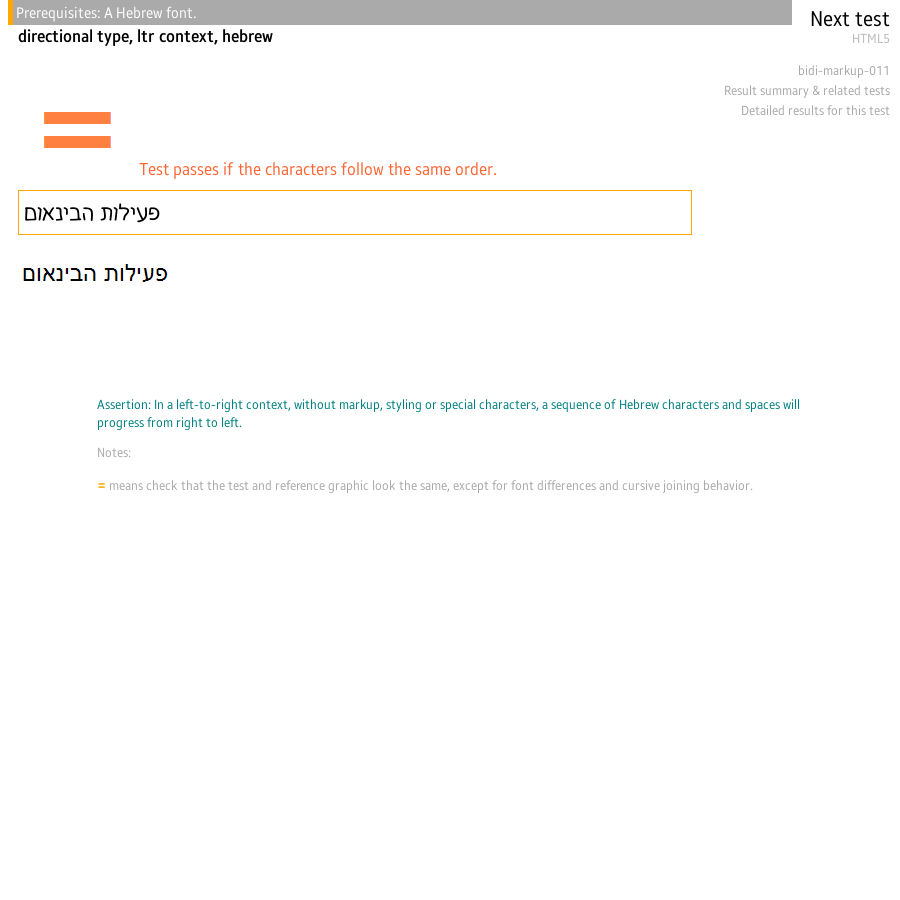 Prerequisites: A Hebrew font.
Next test
directional type, ltr context, hebrew
HTML5
bidi-markup-011
Result summary & related tests
Detailed results for this test
=
Test passes if the characters follow the same order.
פעילות הבינאום
פעילות הבינאום
Assertion: In a left-to-right context, without markup, styling or special characters, a sequence of Hebrew characters and spaces will
progress from right to left.
Notes:
= means check that the test and reference graphic look the same, except for font differences and cursive joining behavior.